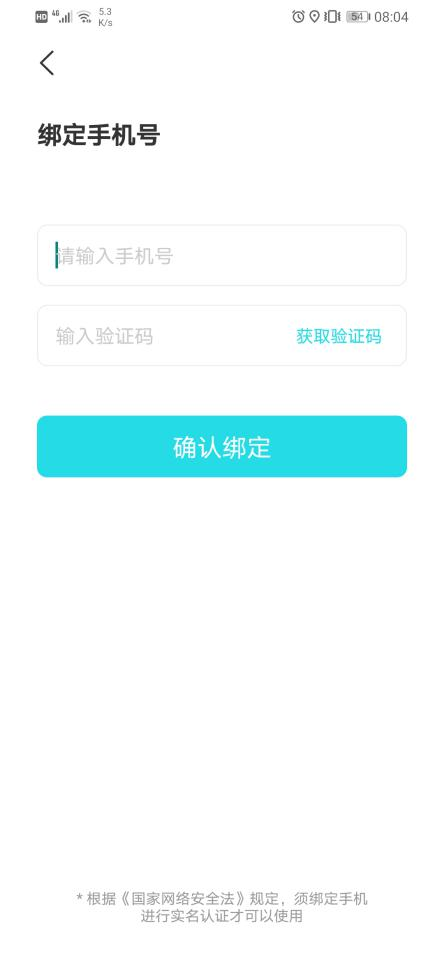 HD 4G 5.3 K/s 54 08:04
绑定手机号
请输入手机号
输入验证码 获取验证码
确认绑定
* 根据《国家网络安全法》规定，须绑定手机
进行实名认证才可以使用